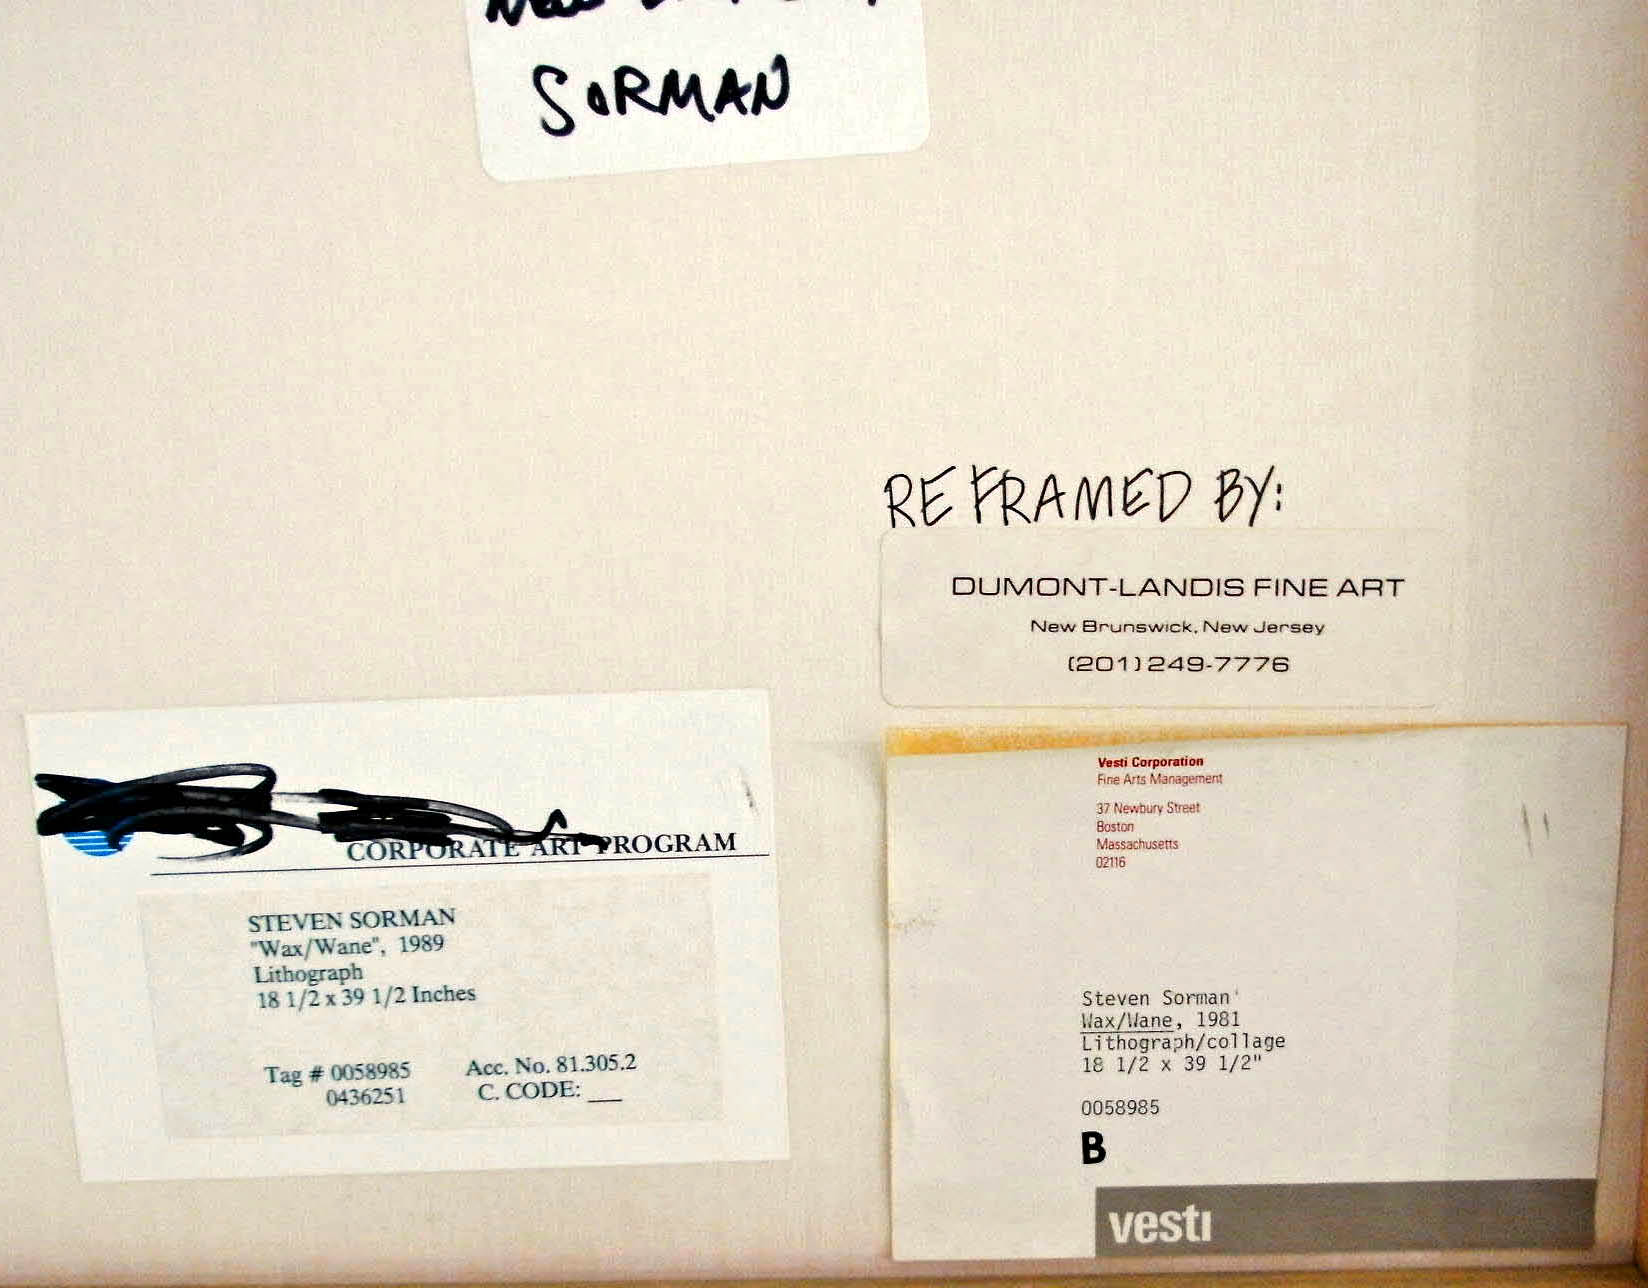 SORMAN
REFRAMED BY:
DUMONT-LANDIS FINE ART
New Brunswick, New Jersey
(201) 249-7776
CORPORATE ART PROGRAM
STEVEN SORMAN
"Wax/Wane", 1989
Lithograph
18 1/2 x 39 1/2 Inches
Tag # 0058985 Acc. No. 81.305.2
0436251 C. CODE: __
Vesti Corporation
Fine Arts Management
37 Newbury Street
Boston
Massachusetts
02116
Steven Sorman
Wax/Wane, 1981
Lithograph/collage
18 1/2 x 39 1/2"
0058985
B
vesti